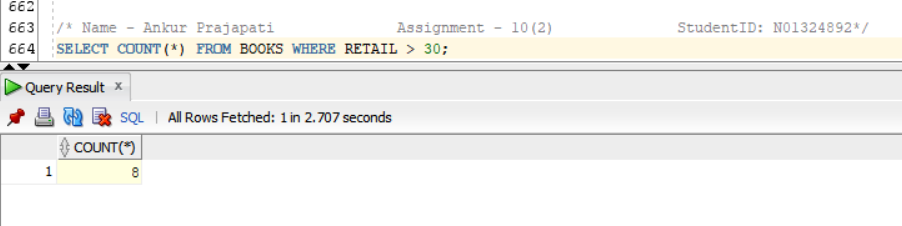 662
663 /* Name - Ankur Prajapati Assignment - 10(2) StudentID: N01324892*/
664 SELECT COUNT(*) FROM BOOKS WHERE RETAIL > 30;
Query Result x
SQL | All Rows Fetched: 1 in 2.707 seconds
COUNT(*)
1 8